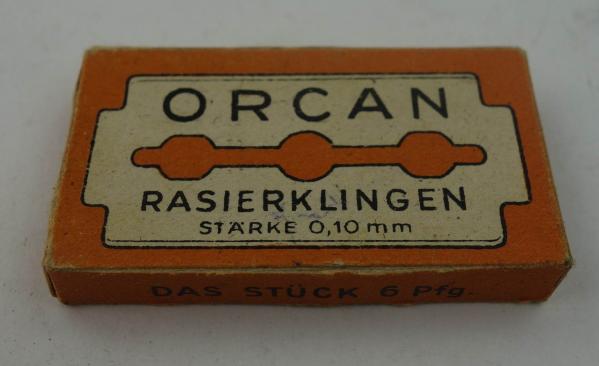 ORCAN
RASIERKLINGEN
STÄRKE 0,10 mm
DAS STÜCK 6 Pfg.